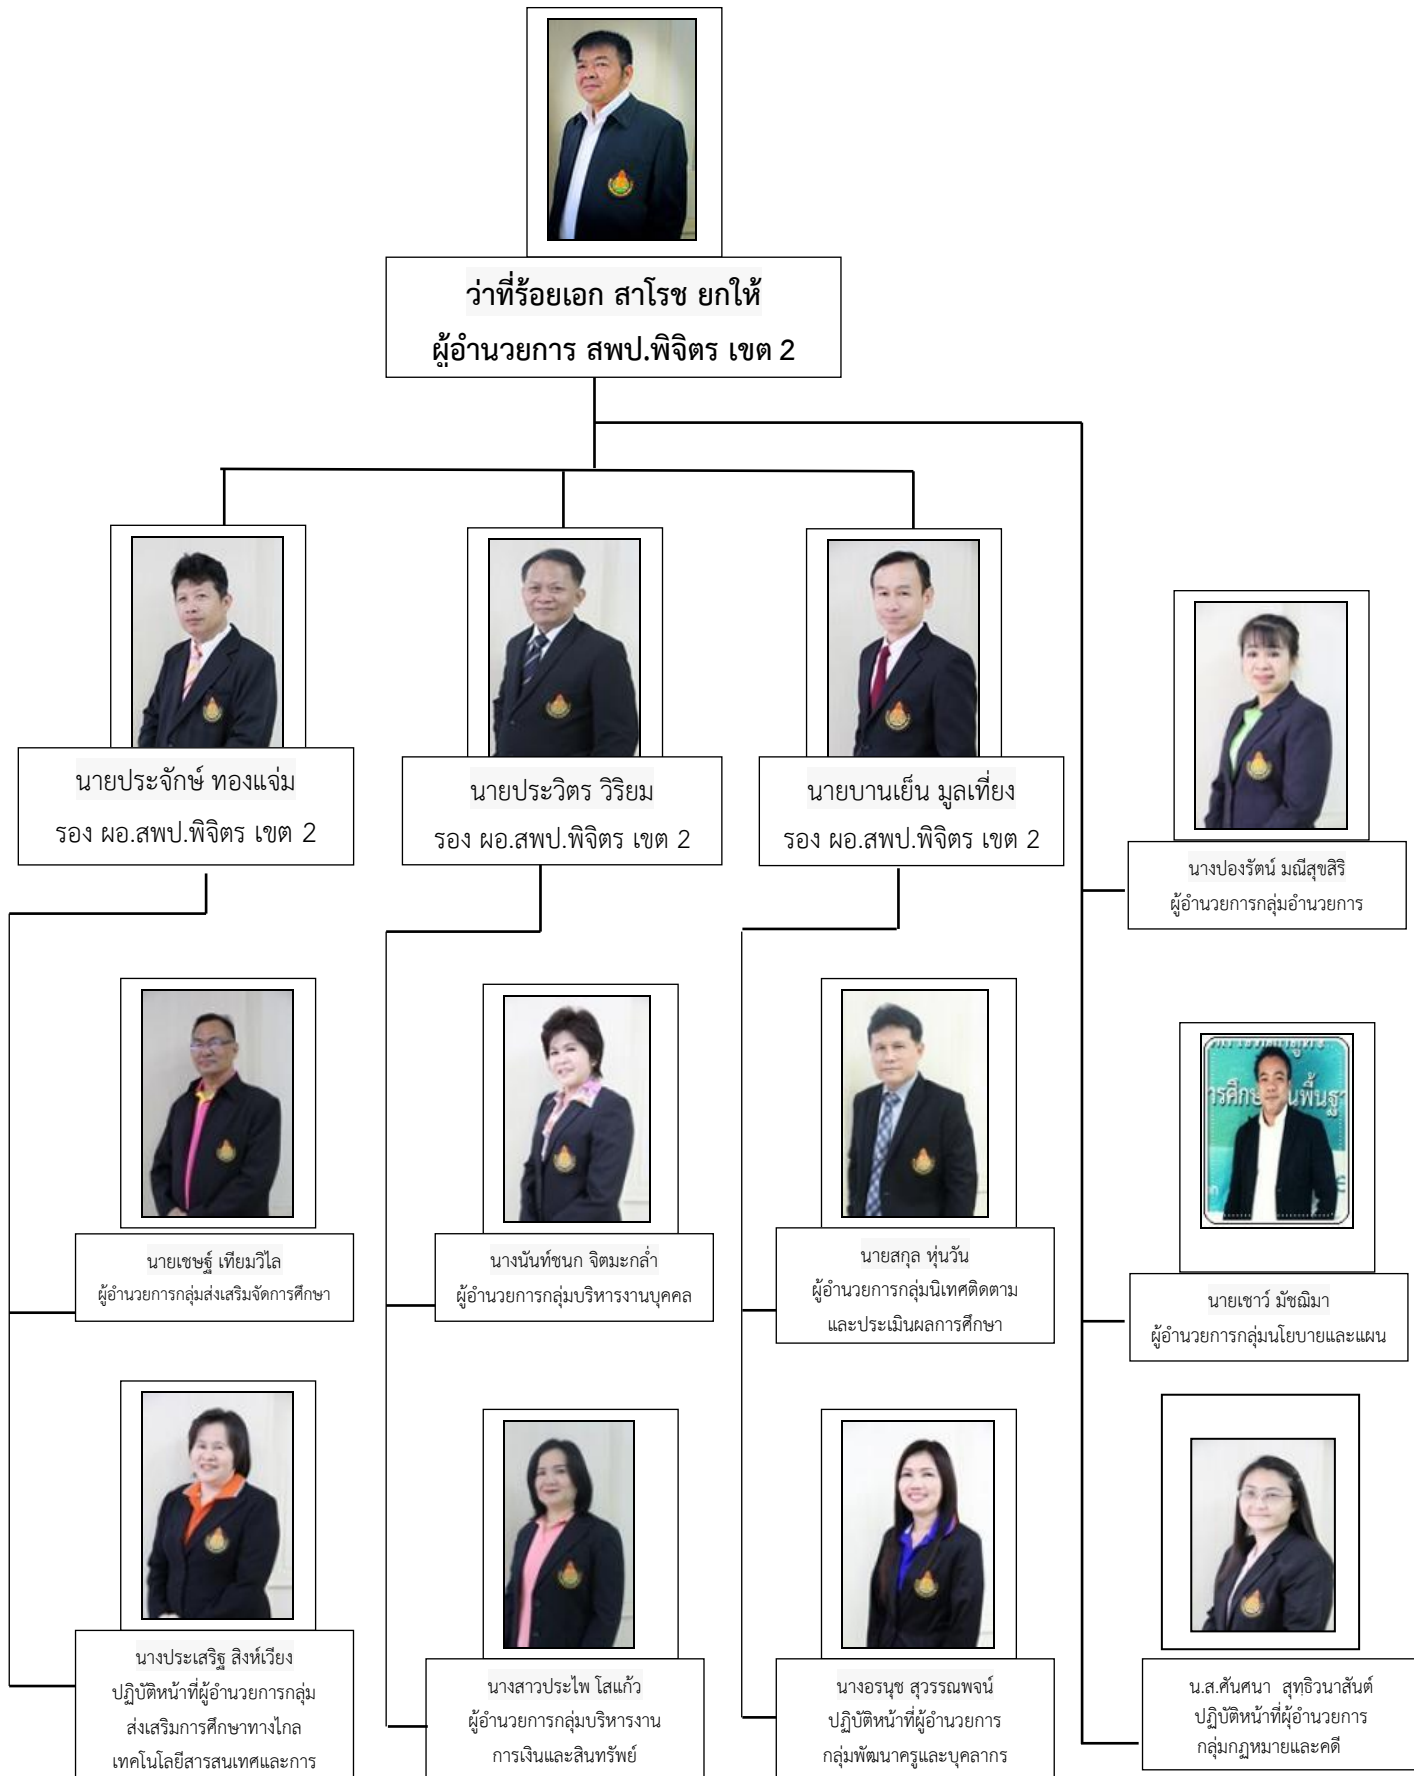 ว่าที่ร้อยเอก สาโรช ยกให้
ผู้อำนวยการ สพป.พิจิตร เขต 2
นายประจักษ์ ทองแจ่ม
รอง ผอ.สพป.พิจิตร เขต 2
นายประวิตร วิริยม
รอง ผอ.สพป.พิจิตร เขต 2
นายบานเย็น มูลเที่ยง
รอง ผอ.สพป.พิจิตร เขต 2
นางปองรัตน์ มณีสุขสิริ
ผู้อำนวยการกลุ่มอำนวยการ
นายเชษฐ์ เทียมวิไล
ผู้อำนวยการกลุ่มส่งเสริมจัดการศึกษา
นางนันท์ชนก จิตมะกล่ำ
ผู้อำนวยการกลุ่มบริหารงานบุคคล
นายสกุล หุ่นวัน
ผู้อำนวยการกลุ่มนิเทศติดตาม
และประเมินผลการศึกษา
นายเชาว์ มัชฌิมา
ผู้อำนวยการกลุ่มนโยบายและแผน
นางประเสริฐ สิงห์เวียง
ปฏิบัติหน้าที่ผู้อำนวยการกลุ่ม
ส่งเสริมการศึกษาทางไกล
เทคโนโลยีสารสนเทศและการ
นางสาวประไพ โสแก้ว
ผู้อำนวยการกลุ่มบริหารงาน
การเงินและสินทรัพย์
นางอรนุช สุวรรณพจน์
ปฏิบัติหน้าที่ผู้อำนวยการ
กลุ่มพัฒนาครูและบุคลากร
น.ส.ศันศนา สุทธิวนาสันต์
ปฏิบัติหน้าที่ผู้อำนวยการ
กลุ่มกฎหมายและคดี